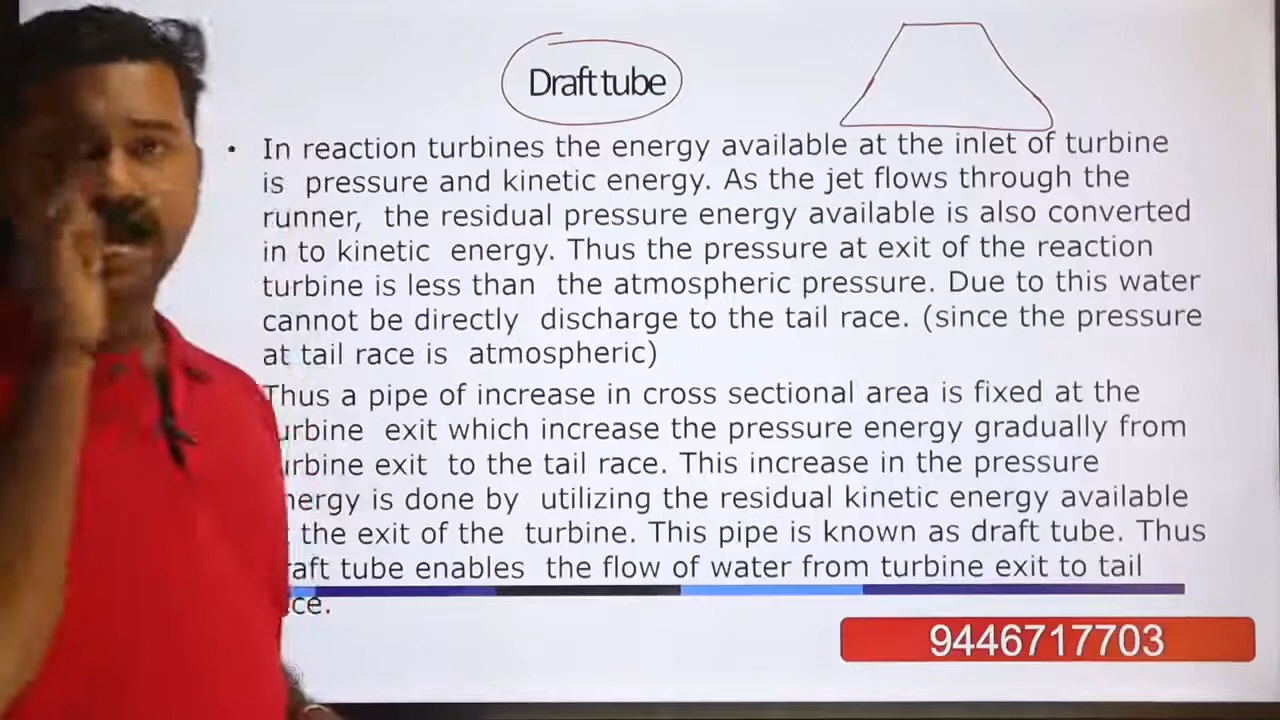 Draft tube
• In reaction turbines the energy available at the inlet of turbine
is pressure and kinetic energy. As the jet flows through the
runner, the residual pressure energy available is also converted
in to kinetic energy. Thus the pressure at exit of the reaction
turbine is less than the atmospheric pressure. Due to this water
cannot be directly discharge to the tail race. (since the pressure
at tail race is atmospheric)
Thus a pipe of increase in cross sectional area is fixed at the
urbine exit which increase the pressure energy gradually from
urbine exit to the tail race. This increase in the pressure
nergy is done by utilizing the residual kinetic energy available
the exit of the turbine. This pipe is known as draft tube. Thus
raft tube enables the flow of water from turbine exit to tail
ce.
9446717703